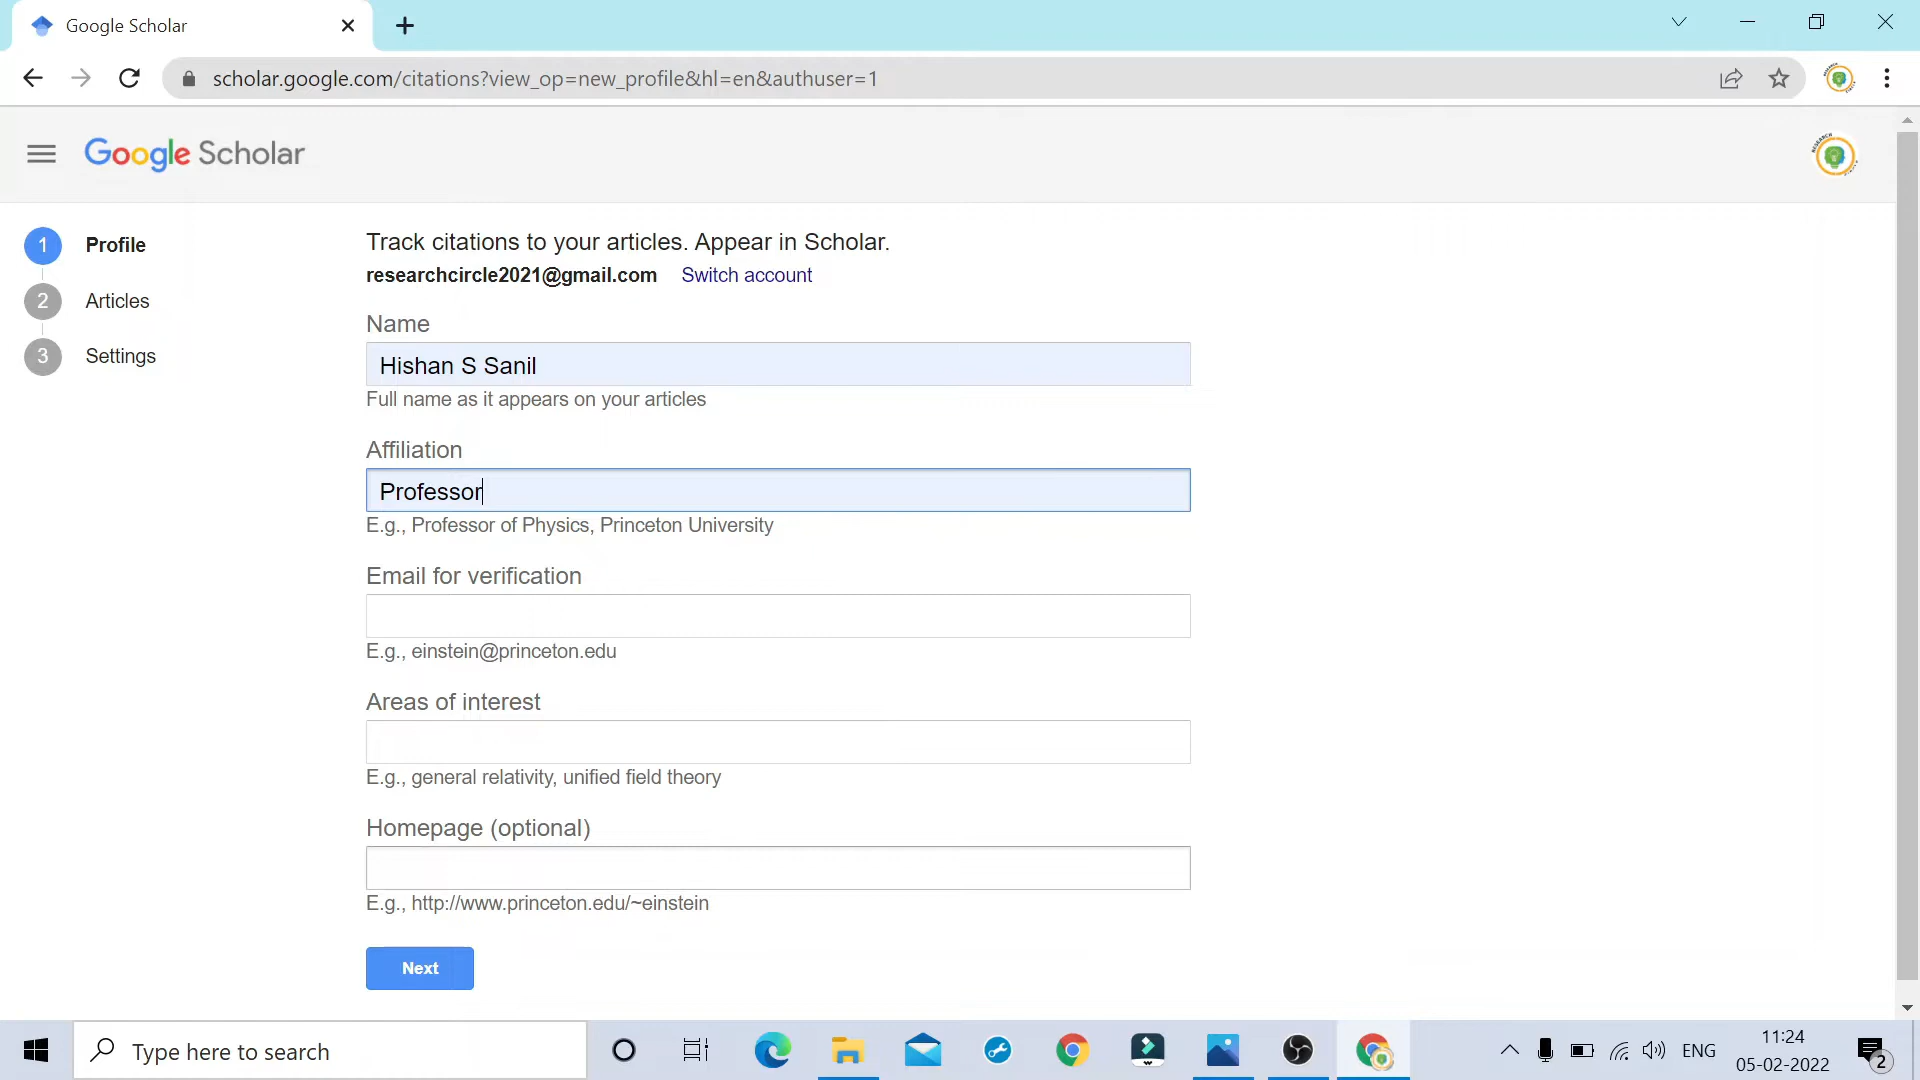 Google Scholar
scholar.google.com/citations?view_op=new_profile&hl=en&authuser=1
Google Scholar
1 Profile
2 Articles
3 Settings
Track citations to your articles. Appear in Scholar.
researchcircle2021@gmail.com Switch account
Name
Hishan S Sanil
Full name as it appears on your articles
Affiliation
Professor
E.g., Professor of Physics, Princeton University
Email for verification
E.g., einstein@princeton.edu
Areas of interest
E.g., general relativity, unified field theory
Homepage (optional)
E.g., http://www.princeton.edu/~einstein
Next
Type here to search
ENG
11:24
05-02-2022
2